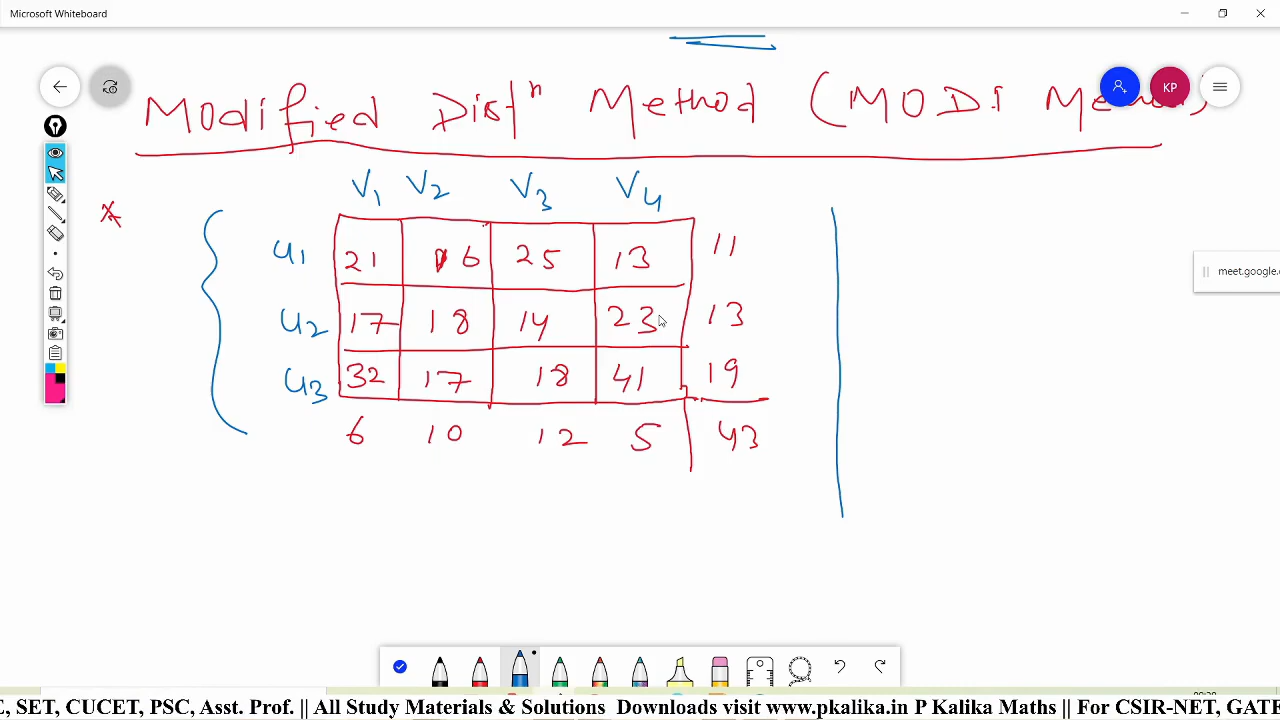 Microsoft Whiteboard
Modified Distⁿ Method (MODI Method)
KP
V1 V2 V3 V4
u1 21 16 25 13 11
u2 17 18 14 23 13
meet.google.c
u3 32 17 18 41 19
6 10 12 5 43
C, SET, CUCET, PSC, Asst. Prof. || All Study Materials & Solutions Downloads visit www.pkalika.in P Kalika Maths || For CSIR-NET, GATE